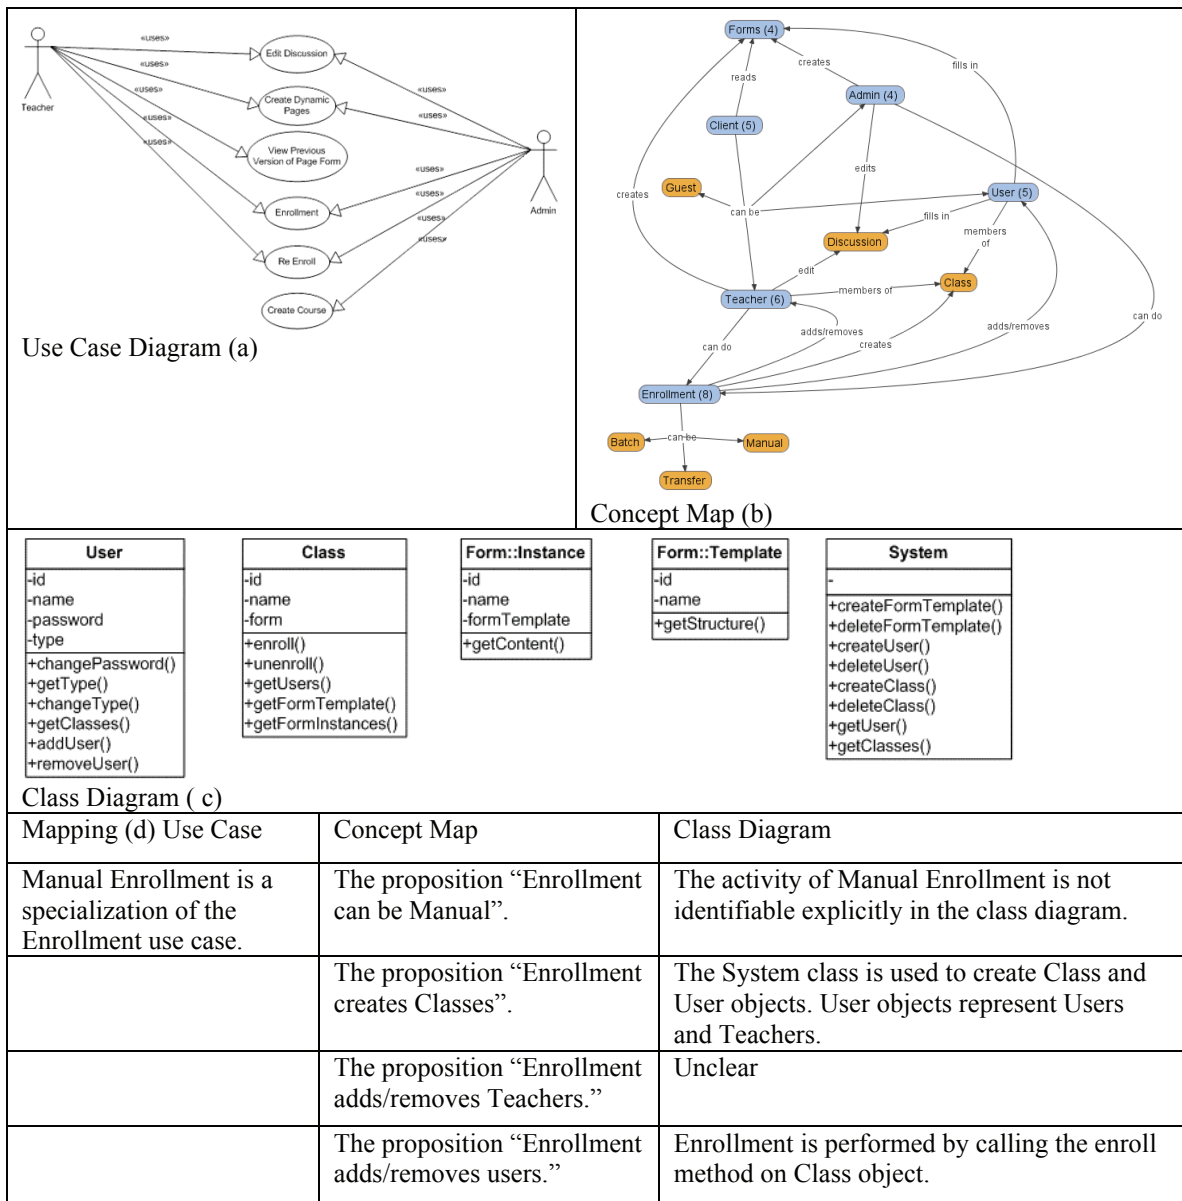 «uses»
Edit Discussion
«uses»
«uses»
Teacher
«uses»
Create Dynamic
Pages
«uses»
«uses»
«uses»
View Previous
Version of Page Form
«uses»
Admin
Enrollment
«uses»
«uses»
Re Enroll
Create Course
Use Case Diagram (a)
Forms (4)
creates
fills in
reads
Admin (4)
Client (5)
edits
Guest
User (5)
creates
can be
fills in
members
of
Discussion
edit
Class
Teacher (6)
members of
can do
adds/removes
adds/removes
can do
creates
Enrollment (8)
Batch
can be
Manual
Transfer
Concept Map (b)
User
-id
-name
-password
-type
+changePassword()
+getType()
+changeType()
+getClasses()
+addUser()
+removeUser()
Class
-id
-name
-form
+enroll()
+unenroll()
+getUsers()
+getFormTemplate()
+getFormInstances()
Form::Instance
-id
-name
-formTemplate
+getContent()
Form::Template
-id
-name
+getStructure()
System
-
+createFormTemplate()
+deleteFormTemplate()
+createUser()
+deleteUser()
+createClass()
+deleteClass()
+getUser()
+getClasses()
Class Diagram ( c)
Mapping (d) Use Case
Concept Map
Class Diagram
Manual Enrollment is a
specialization of the
Enrollment use case.
The proposition “Enrollment
can be Manual”.
The activity of Manual Enrollment is not
identifiable explicitly in the class diagram.
The proposition “Enrollment
creates Classes”.
The System class is used to create Class and
User objects. User objects represent Users
and Teachers.
The proposition “Enrollment
adds/removes Teachers.”
Unclear
The proposition “Enrollment
adds/removes users.”
Enrollment is performed by calling the enroll
method on Class object.